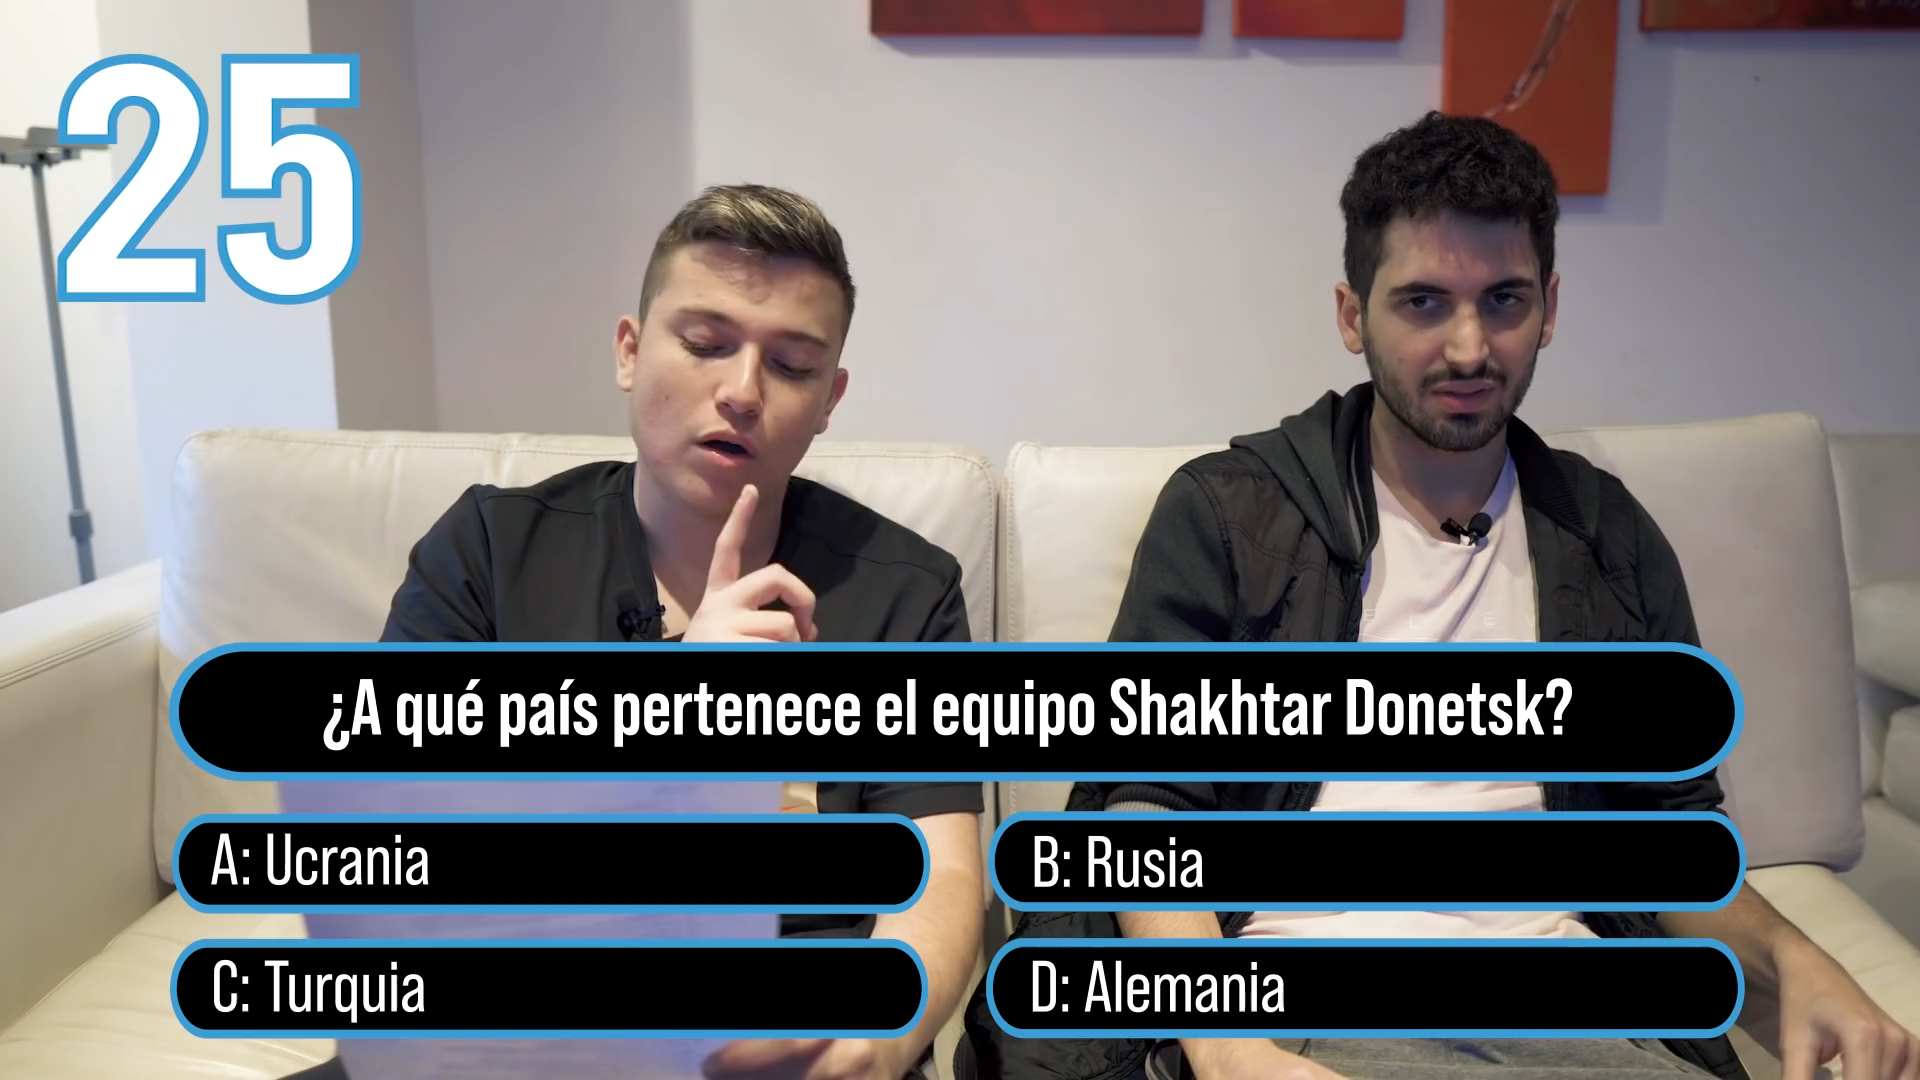 25
¿A qué país pertenece el equipo Shakhtar Donetsk?
A: Ucrania
B: Rusia
C: Turquia
D: Alemania